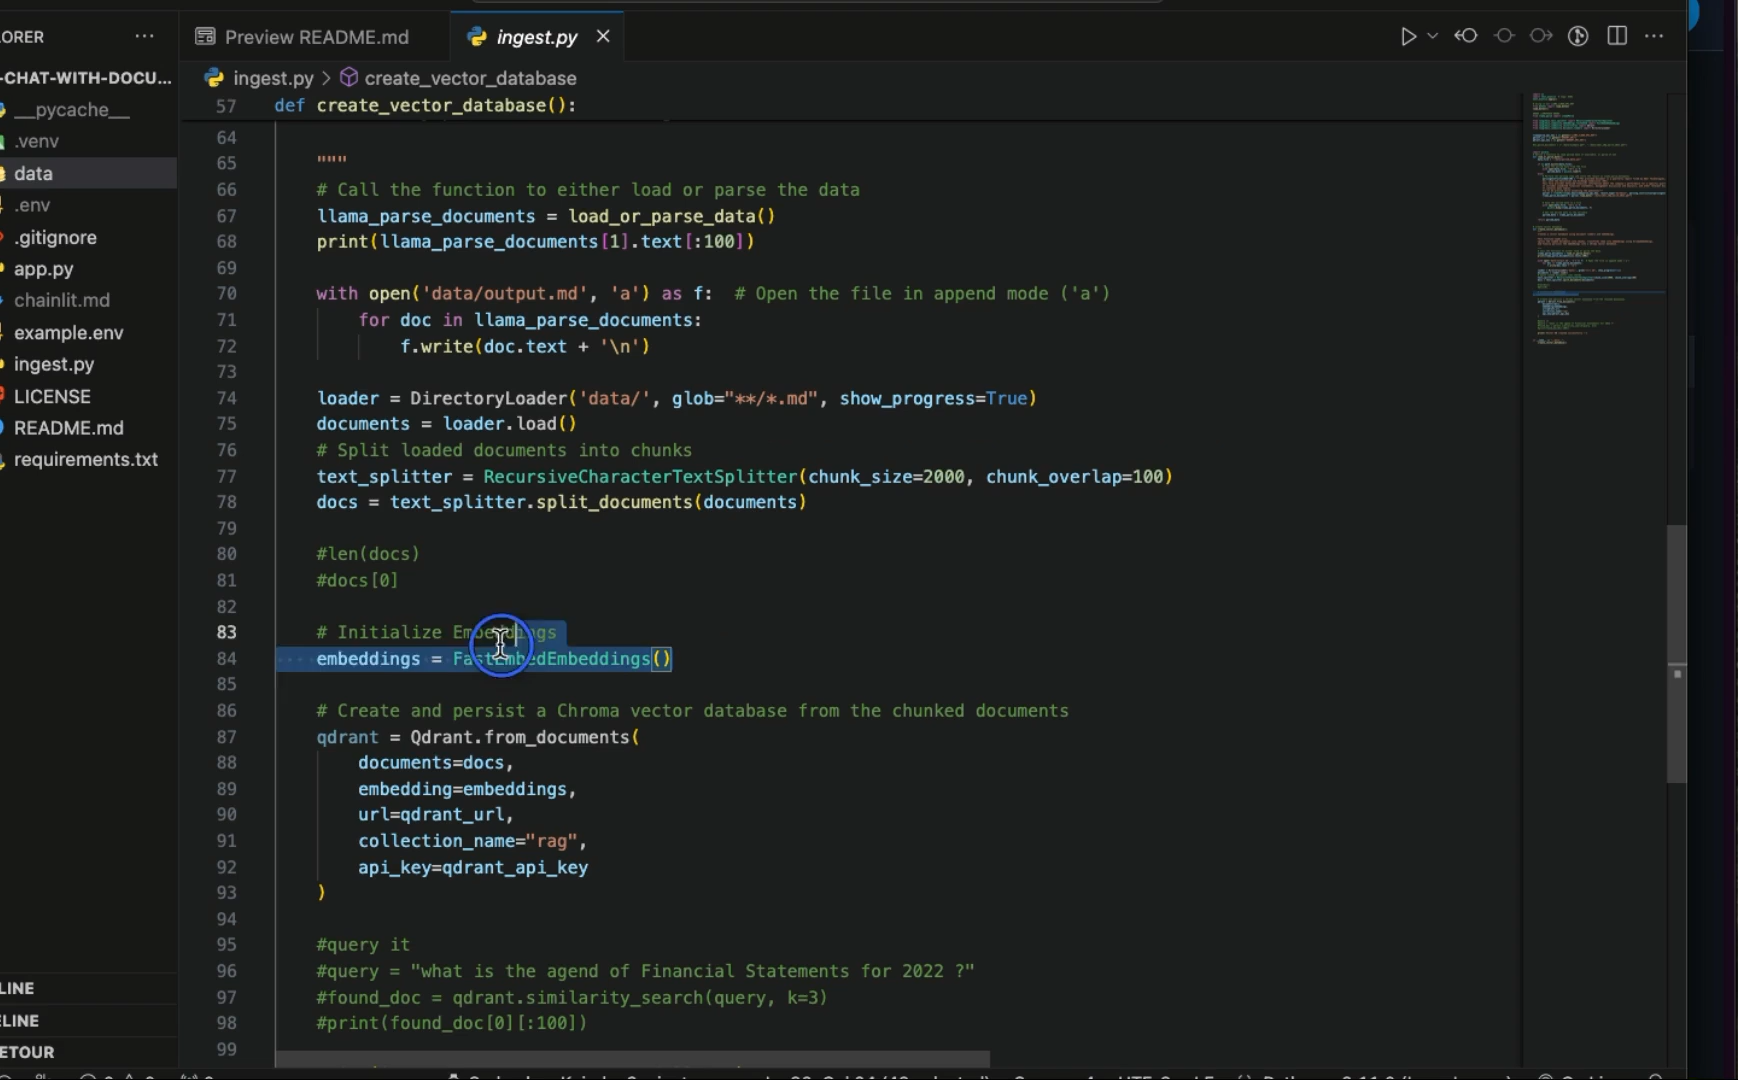 ORER ...
Preview README.md
ingest.py
-CHAT-WITH-DOCU...
ingest.py > create_vector_database
__pycache__
.venv
data
.env
.gitignore
app.py
chainlit.md
example.env
ingest.py
LICENSE
README.md
requirements.txt
LINE
ELINE
ETOUR
57 def create_vector_database():
64
65 """
66 # Call the function to either load or parse the data
67 llama_parse_documents = load_or_parse_data()
68 print(llama_parse_documents[1].text[:100])
69
70 with open('data/output.md', 'a') as f:  # Open the file in append mode ('a')
71 for doc in llama_parse_documents:
72 f.write(doc.text + '\n')
73
74 loader = DirectoryLoader('data/', glob="**/*.md", show_progress=True)
75 documents = loader.load()
76 # Split loaded documents into chunks
77 text_splitter = RecursiveCharacterTextSplitter(chunk_size=2000, chunk_overlap=100)
78 docs = text_splitter.split_documents(documents)
79
80 #len(docs)
81 #docs[0]
82
83 # Initialize Embeddings
84 embeddings = FastEmbedEmbeddings()
85
86 # Create and persist a Chroma vector database from the chunked documents
87 qdrant = Qdrant.from_documents(
88 documents=docs,
89 embedding=embeddings,
90 url=qdrant_url,
91 collection_name="rag",
92 api_key=qdrant_api_key
93 )
94
95 #query it
96 #query = "what is the agend of Financial Statements for 2022 ?"
97 #found_doc = qdrant.similarity_search(query, k=3)
98 #print(found_doc[0][:100])
99